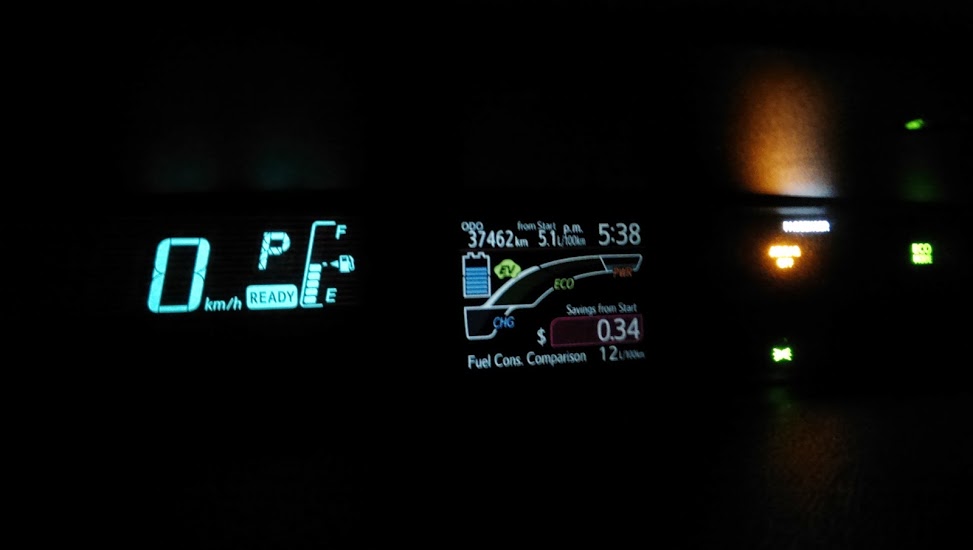 0 km/h
P
READY
F
E
ODO 37462 km
from Start 5.1 L/100km
p.m. 5:38
EV
ECO
PWR
CHG
Savings from Start
$ 0.34
Fuel Cons. Comparison 12 L/100km
PASSENGER
ECO